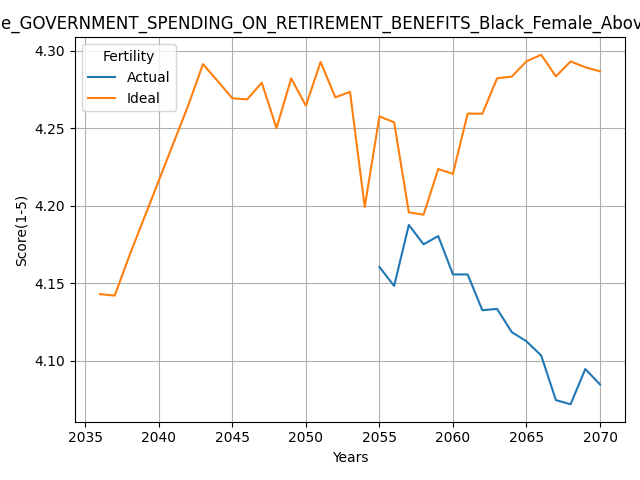 e_GOVERNMENT_SPENDING_ON_RETIREMENT_BENEFITS_Black_Female_Abov
Fertility
Actual
Ideal
4.30
4.25
4.20
4.15
4.10
Score(1-5)
2035 2040 2045 2050 2055 2060 2065 2070
Years